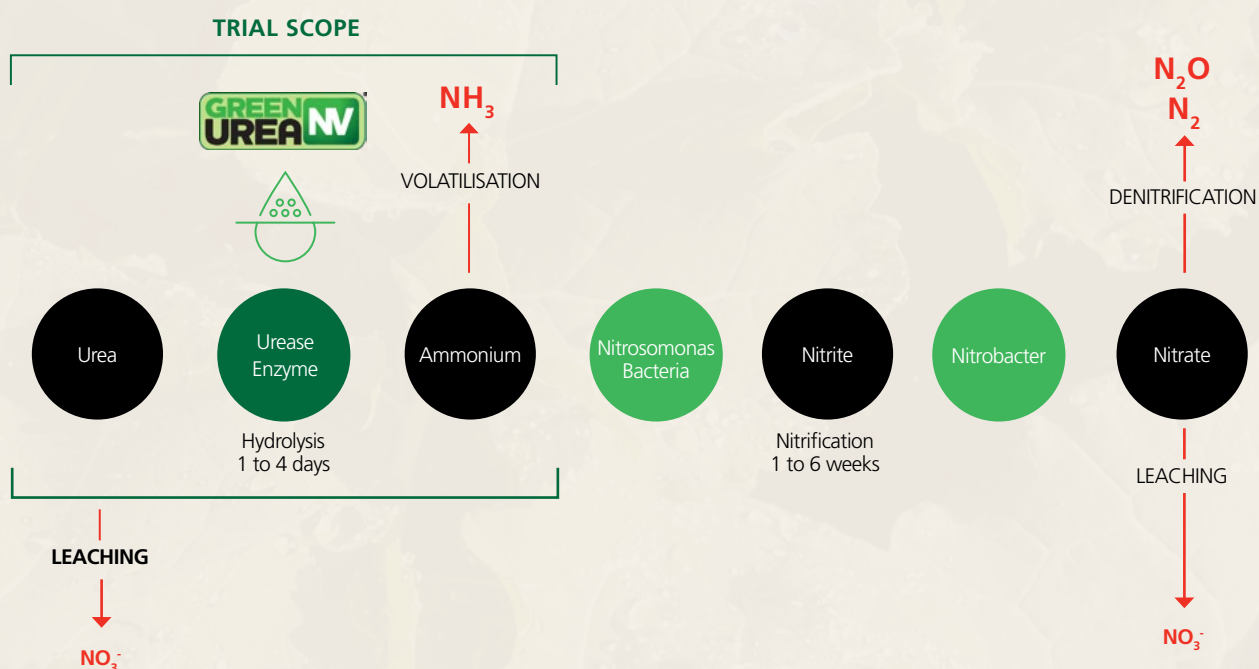 TRIAL SCOPE
GREEN
UREA NV
NH₃
VOLATILISATION
N₂O
N₂
DENITRIFICATION
Urea
Urease
Enzyme
Ammonium
Nitrosomonas
Bacteria
Nitrite
Nitrobacter
Nitrate
Hydrolysis
1 to 4 days
Nitrification
1 to 6 weeks
LEACHING
NO₃⁻
LEACHING
NO₃⁻